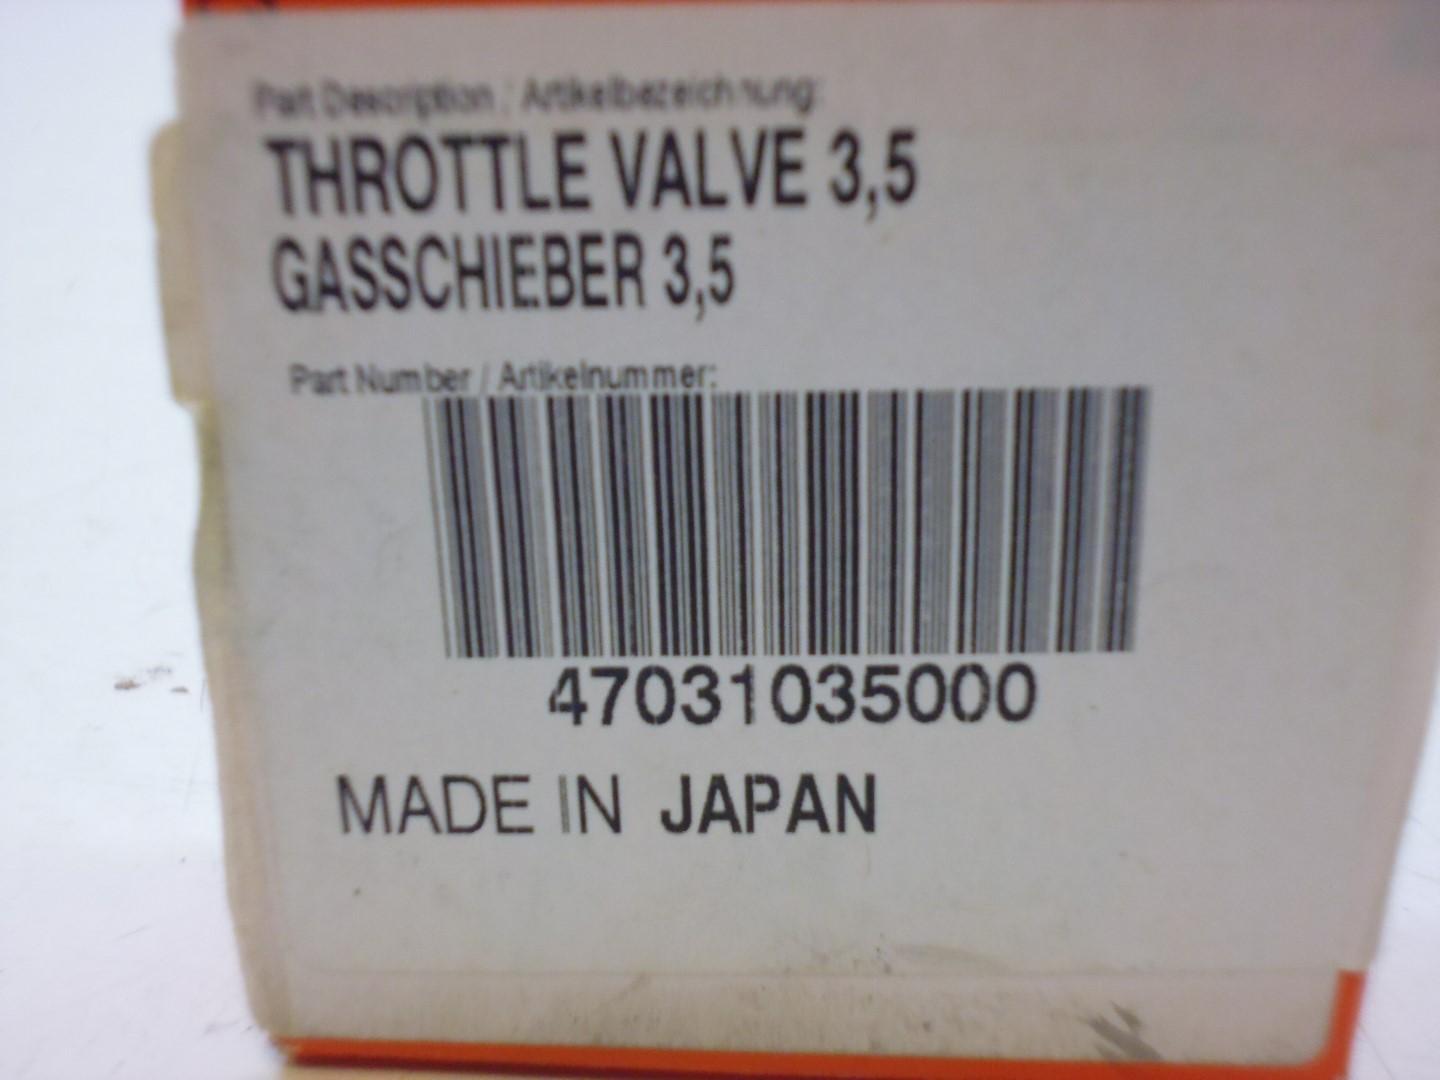 Part Description / Artikelbezeichnung:
THROTTLE VALVE 3,5
GASSCHIEBER 3,5
Part Number / Artikelnummer:
47031035000
MADE IN JAPAN